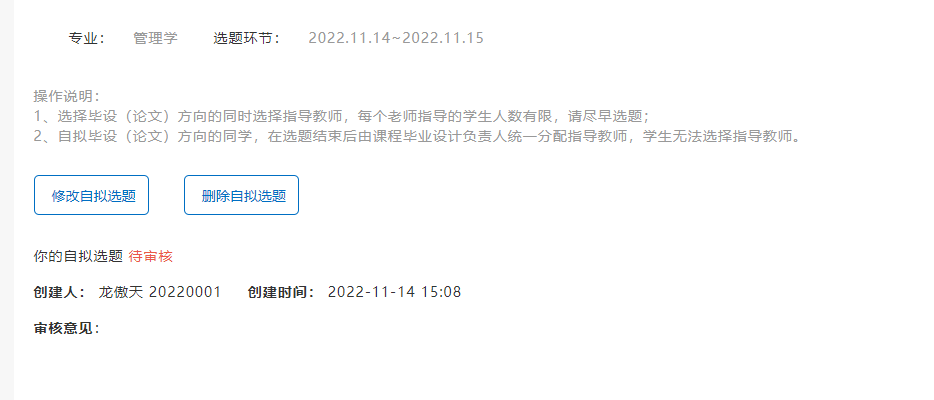 专业： 管理学 选题环节： 2022.11.14~2022.11.15
操作说明：
1、选择毕设（论文）方向的同时选择指导教师，每个老师指导的学生人数有限，请尽早选题；
2、自拟毕设（论文）方向的同学，在选题结束后由课程毕业设计负责人统一分配指导教师，学生无法选择指导教师。
修改自拟选题 删除自拟选题
你的自拟选题 待审核
创建人： 龙傲天 20220001 创建时间： 2022-11-14 15:08
审核意见：